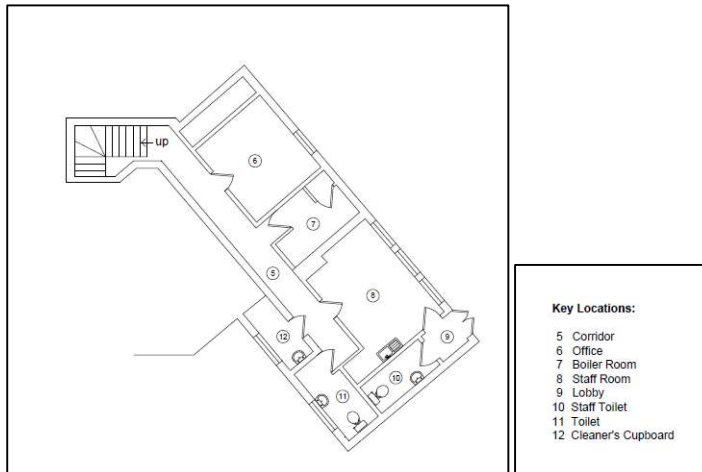 up
6
7
5
8
12
9
10
11
Key Locations:
5 Corridor
6 Office
7 Boiler Room
8 Staff Room
9 Lobby
10 Staff Toilet
11 Toilet
12 Cleaner's Cupboard